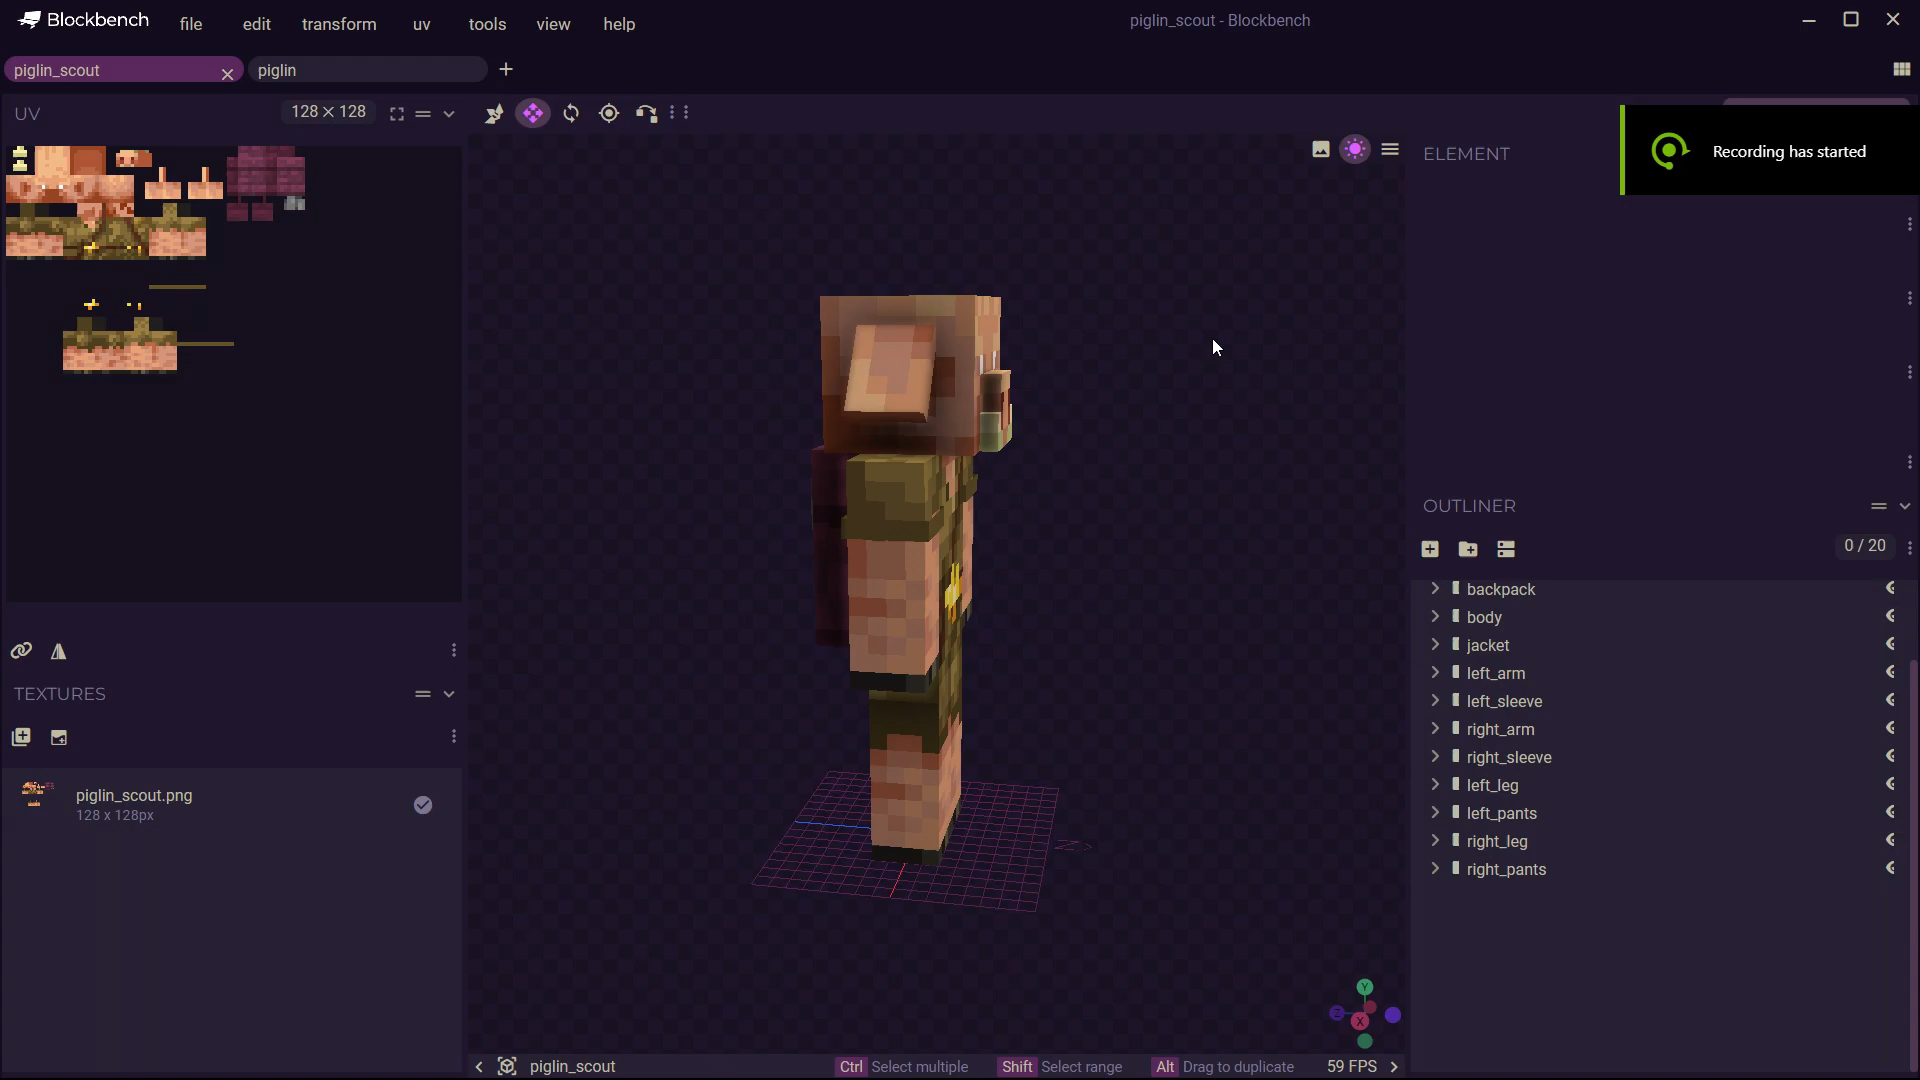 Blockbench
file edit transform uv tools view help
piglin_scout - Blockbench
piglin_scout
piglin
UV
128 × 128
Recording has started
ELEMENT
OUTLINER
0 / 20
backpack
body
jacket
left_arm
left_sleeve
right_arm
right_sleeve
left_leg
left_pants
right_leg
right_pants
TEXTURES
piglin_scout.png
128 x 128px
Y
Z
X
piglin_scout
Ctrl Select multiple
Shift Select range
Alt Drag to duplicate
59 FPS